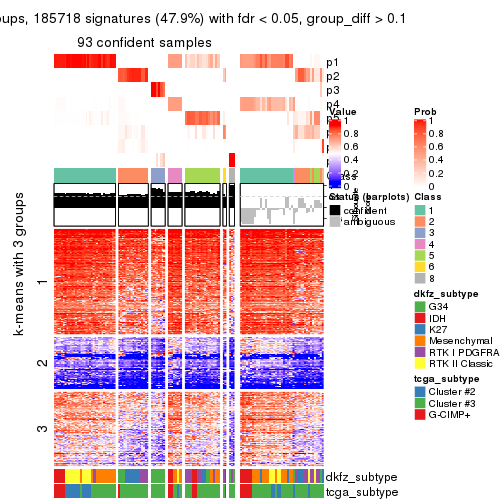 oups, 185718 signatures (47.9%) with fdr < 0.05, group_diff > 0.1
93 confident samples
p1
p2
p3
p4
Value
1
0.8
0.6
0.4
0.2
0
Prob
1
0.8
0.6
0.4
0.2
0
Status (barplots)
confident
ambiguous
Class
1
2
3
4
5
6
8
dkfz_subtype
G34
IDH
K27
Mesenchymal
RTK I PDGFRA
RTK II Classic
tcga_subtype
Cluster #2
Cluster #3
G-CIMP+
k-means with 3 groups
1
2
3
dkfz_subtype
tcga_subtype